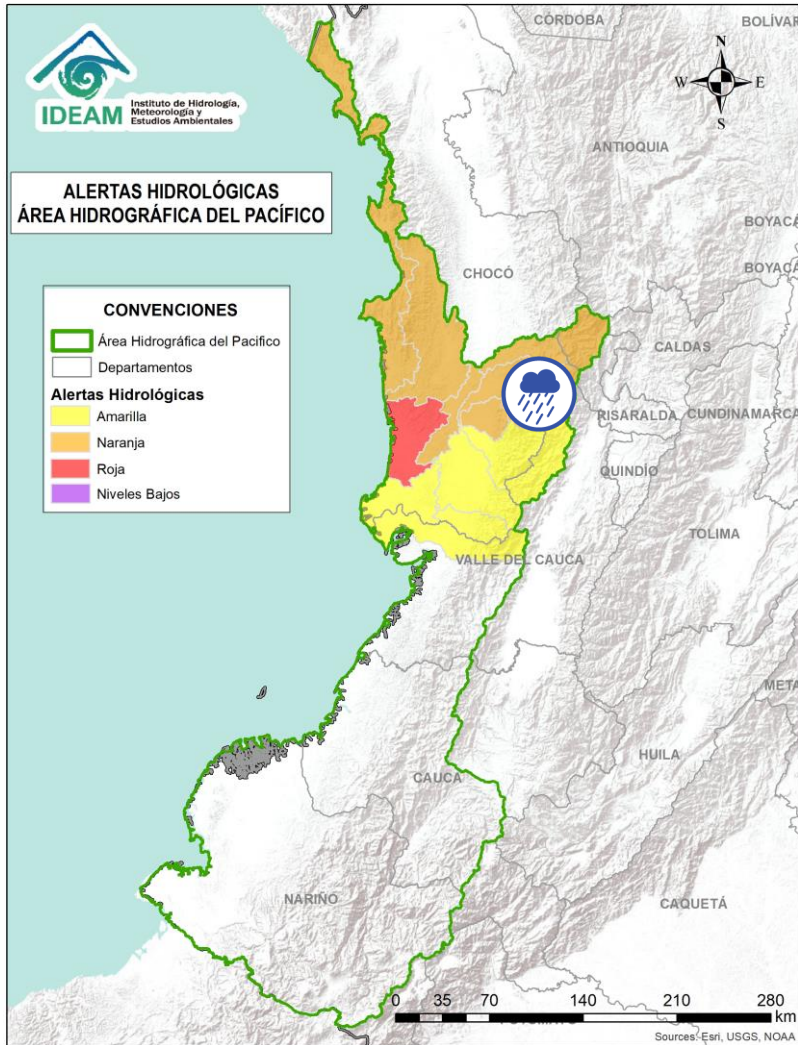 CÓRDOBA
BOLÍVAR
N
W
E
S
IDEAM
Instituto de Hidrología,
Meteorología y
Estudios Ambientales
ANTIOQUIA
ALERTAS HIDROLÓGICAS
ÁREA HIDROGRÁFICA DEL PACÍFICO
BOYACÁ
CHOCÓ
BOYACÁ
CONVENCIONES
Área Hidrográfica del Pacifico
Departamentos
Alertas Hidrológicas
Amarilla
Naranja
Roja
Niveles Bajos
CALDAS
RISARALDA
CUNDINAMARCA
QUINDÍO
TOLIMA
VALLE DEL CAUCA
META
HUILA
CAUCA
NARIÑO
CAQUETÁ
0 35 70 140 210 280
km
Sources: Esri, USGS, NOAA